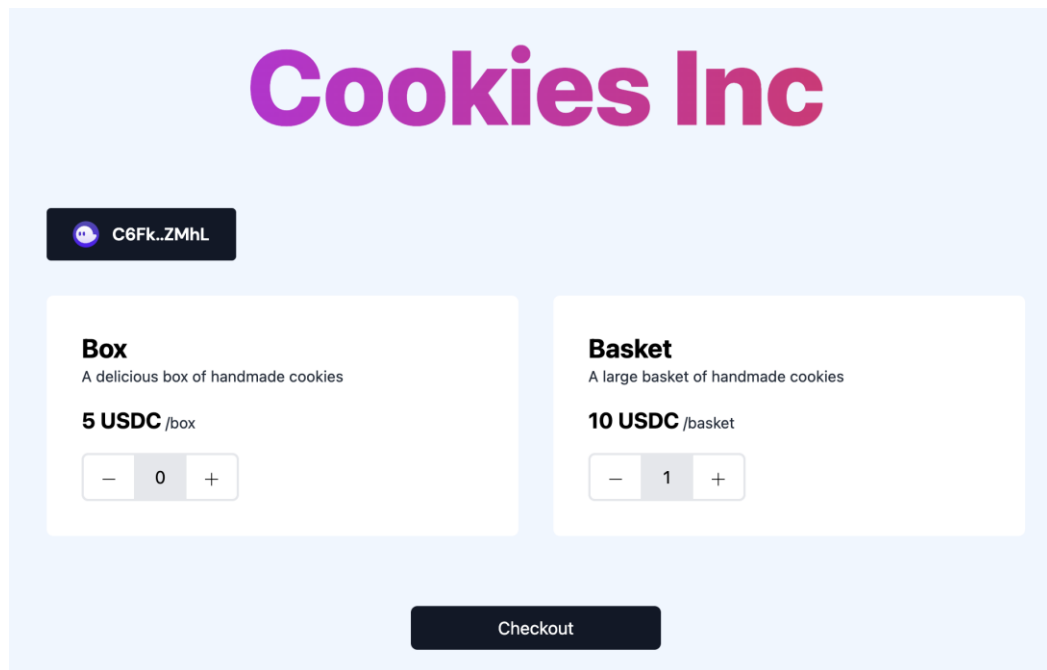 Cookies Inc
C6Fk..ZMhL
Box
A delicious box of handmade cookies
5 USDC /box
− 0 +
Basket
A large basket of handmade cookies
10 USDC /basket
− 1 +
Checkout